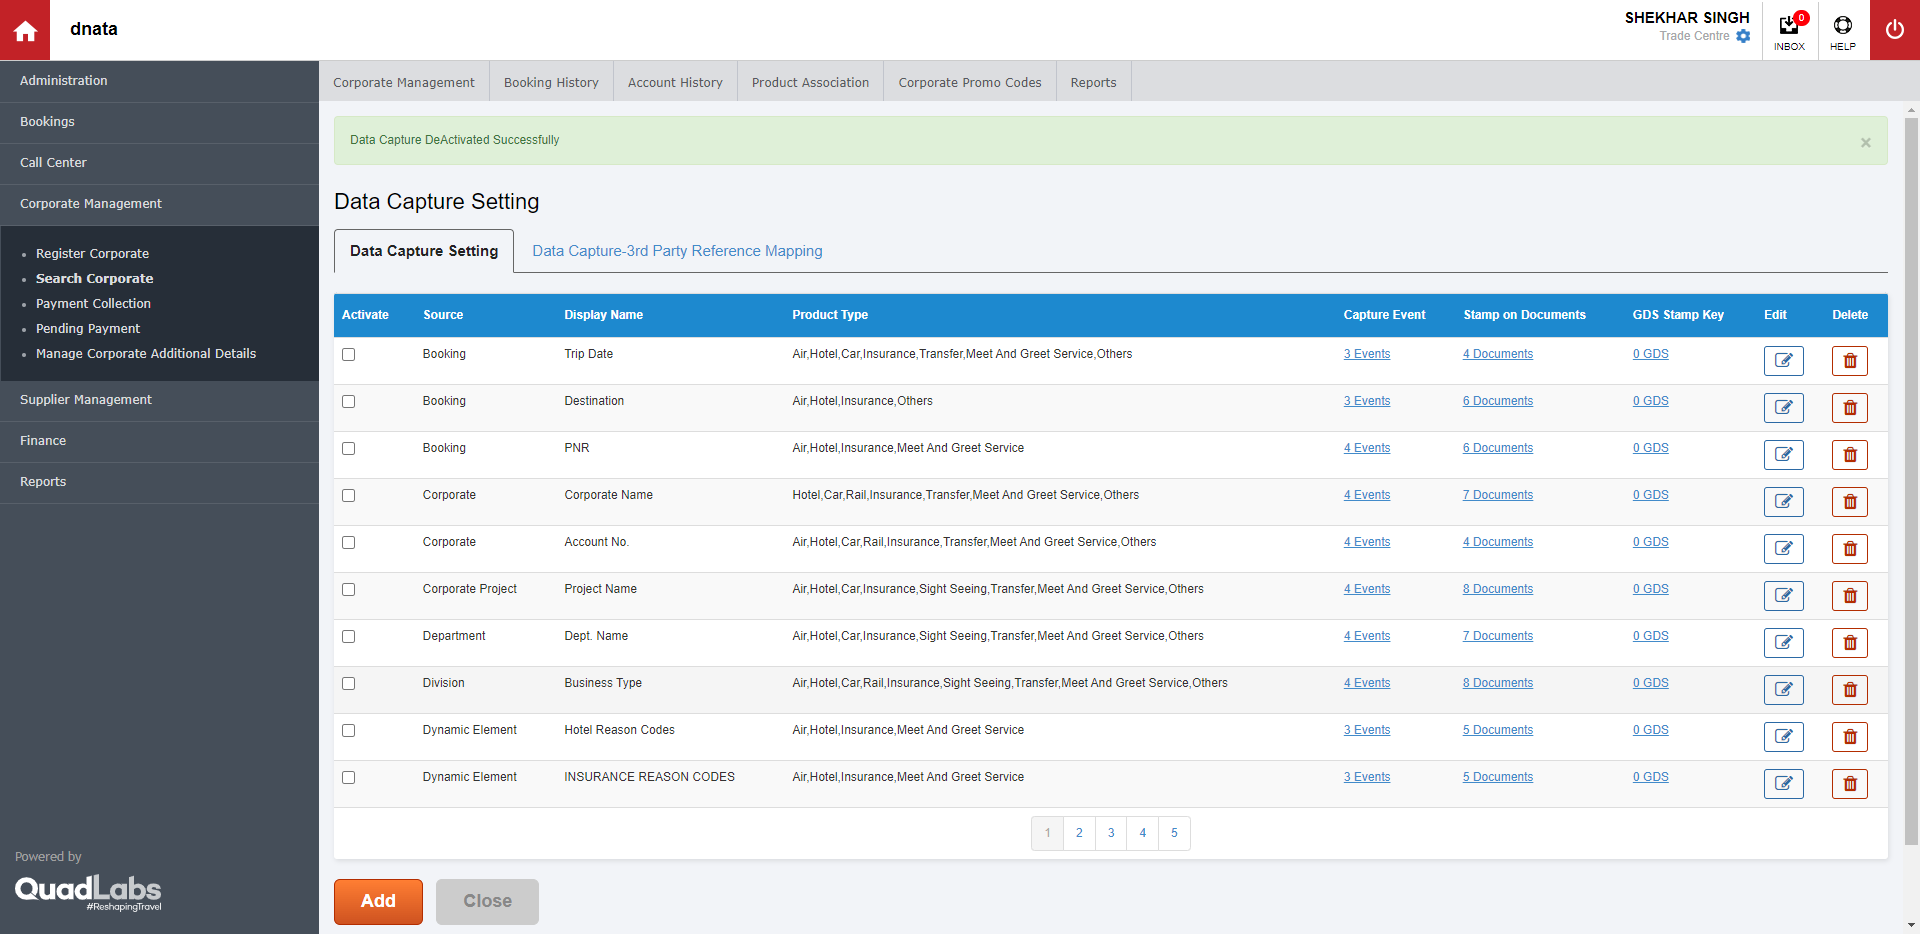 dnata
SHEKHAR SINGH
Trade Centre
0
INBOX
HELP
Administration
Bookings
Call Center
Corporate Management
Register Corporate
Search Corporate
Payment Collection
Pending Payment
Manage Corporate Additional Details
Supplier Management
Finance
Reports
Powered by
QuadLabs
#ReshapingTravel
Corporate Management Booking History Account History Product Association Corporate Promo Codes Reports
Data Capture DeActivated Successfully ×
Data Capture Setting
Data Capture Setting Data Capture-3rd Party Reference Mapping
Activate Source Display Name Product Type Capture Event Stamp on Documents GDS Stamp Key Edit Delete
Booking Trip Date Air,Hotel,Car,Insurance,Transfer,Meet And Greet Service,Others 3 Events 4 Documents 0 GDS
Booking Destination Air,Hotel,Insurance,Others 3 Events 6 Documents 0 GDS
Booking PNR Air,Hotel,Insurance,Meet And Greet Service 4 Events 6 Documents 0 GDS
Corporate Corporate Name Hotel,Car,Rail,Insurance,Transfer,Meet And Greet Service,Others 4 Events 7 Documents 0 GDS
Corporate Account No. Air,Hotel,Car,Rail,Insurance,Transfer,Meet And Greet Service,Others 4 Events 4 Documents 0 GDS
Corporate Project Project Name Air,Hotel,Car,Insurance,Sight Seeing,Transfer,Meet And Greet Service,Others 4 Events 8 Documents 0 GDS
Department Dept. Name Air,Hotel,Car,Insurance,Sight Seeing,Transfer,Meet And Greet Service,Others 4 Events 7 Documents 0 GDS
Division Business Type Air,Hotel,Car,Rail,Insurance,Sight Seeing,Transfer,Meet And Greet Service,Others 4 Events 8 Documents 0 GDS
Dynamic Element Hotel Reason Codes Air,Hotel,Insurance,Meet And Greet Service 3 Events 5 Documents 0 GDS
Dynamic Element INSURANCE REASON CODES Air,Hotel,Insurance,Meet And Greet Service 3 Events 5 Documents 0 GDS
1 2 3 4 5
Add Close